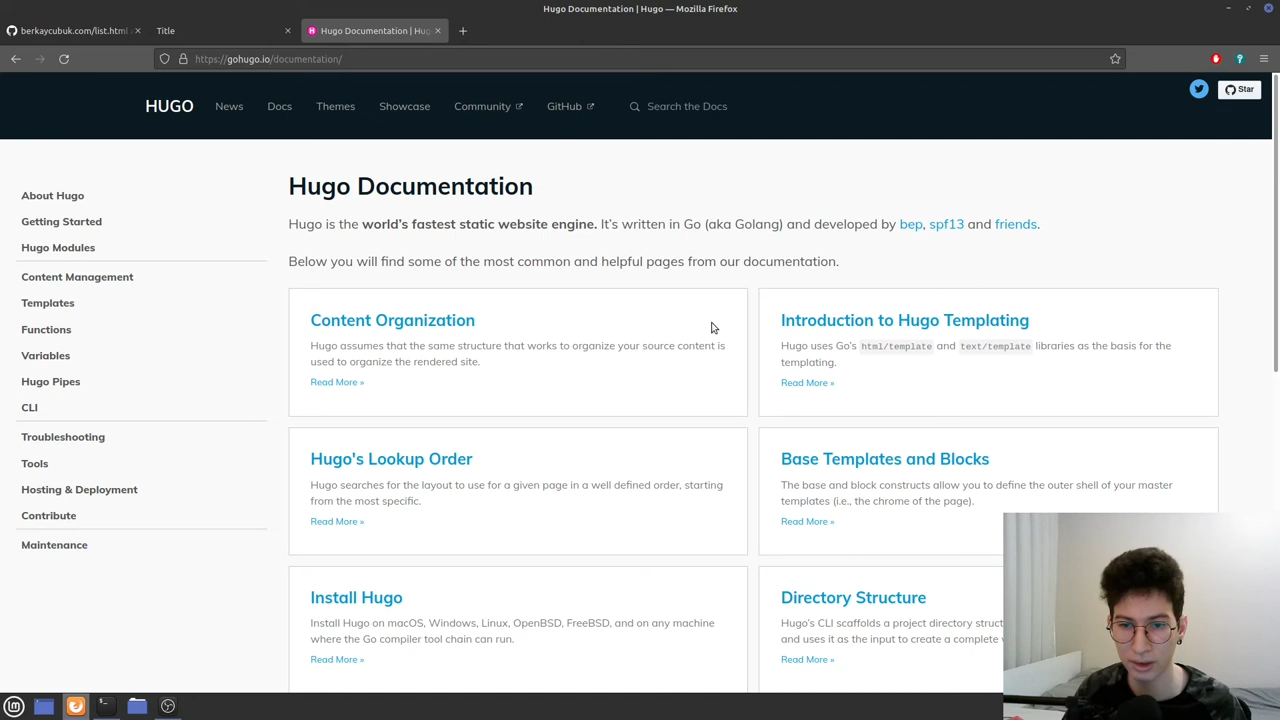 Hugo Documentation | Hugo — Mozilla Firefox
berkaycubuk.com/list.html
Title
Hugo Documentation | Hug
https://gohugo.io/documentation/
HUGO
News
Docs
Themes
Showcase
Community
GitHub
Search the Docs
Star
About Hugo
Getting Started
Hugo Modules
Content Management
Templates
Functions
Variables
Hugo Pipes
CLI
Troubleshooting
Tools
Hosting & Deployment
Contribute
Maintenance
Hugo Documentation
Hugo is the world's fastest static website engine. It's written in Go (aka Golang) and developed by bep, spf13 and friends.
Below you will find some of the most common and helpful pages from our documentation.
Content Organization
Hugo assumes that the same structure that works to organize your source content is
used to organize the rendered site.
Read More »
Introduction to Hugo Templating
Hugo uses Go's html/template and text/template libraries as the basis for the
templating.
Read More »
Hugo's Lookup Order
Hugo searches for the layout to use for a given page in a well defined order, starting
from the most specific.
Read More »
Base Templates and Blocks
The base and block constructs allow you to define the outer shell of your master
templates (i.e., the chrome of the page).
Read More »
Install Hugo
Install Hugo on macOS, Windows, Linux, OpenBSD, FreeBSD, and on any machine
where the Go compiler tool chain can run.
Read More »
Directory Structure
Hugo's CLI scaffolds a project directory
and uses it as the input to create a complete
Read More »